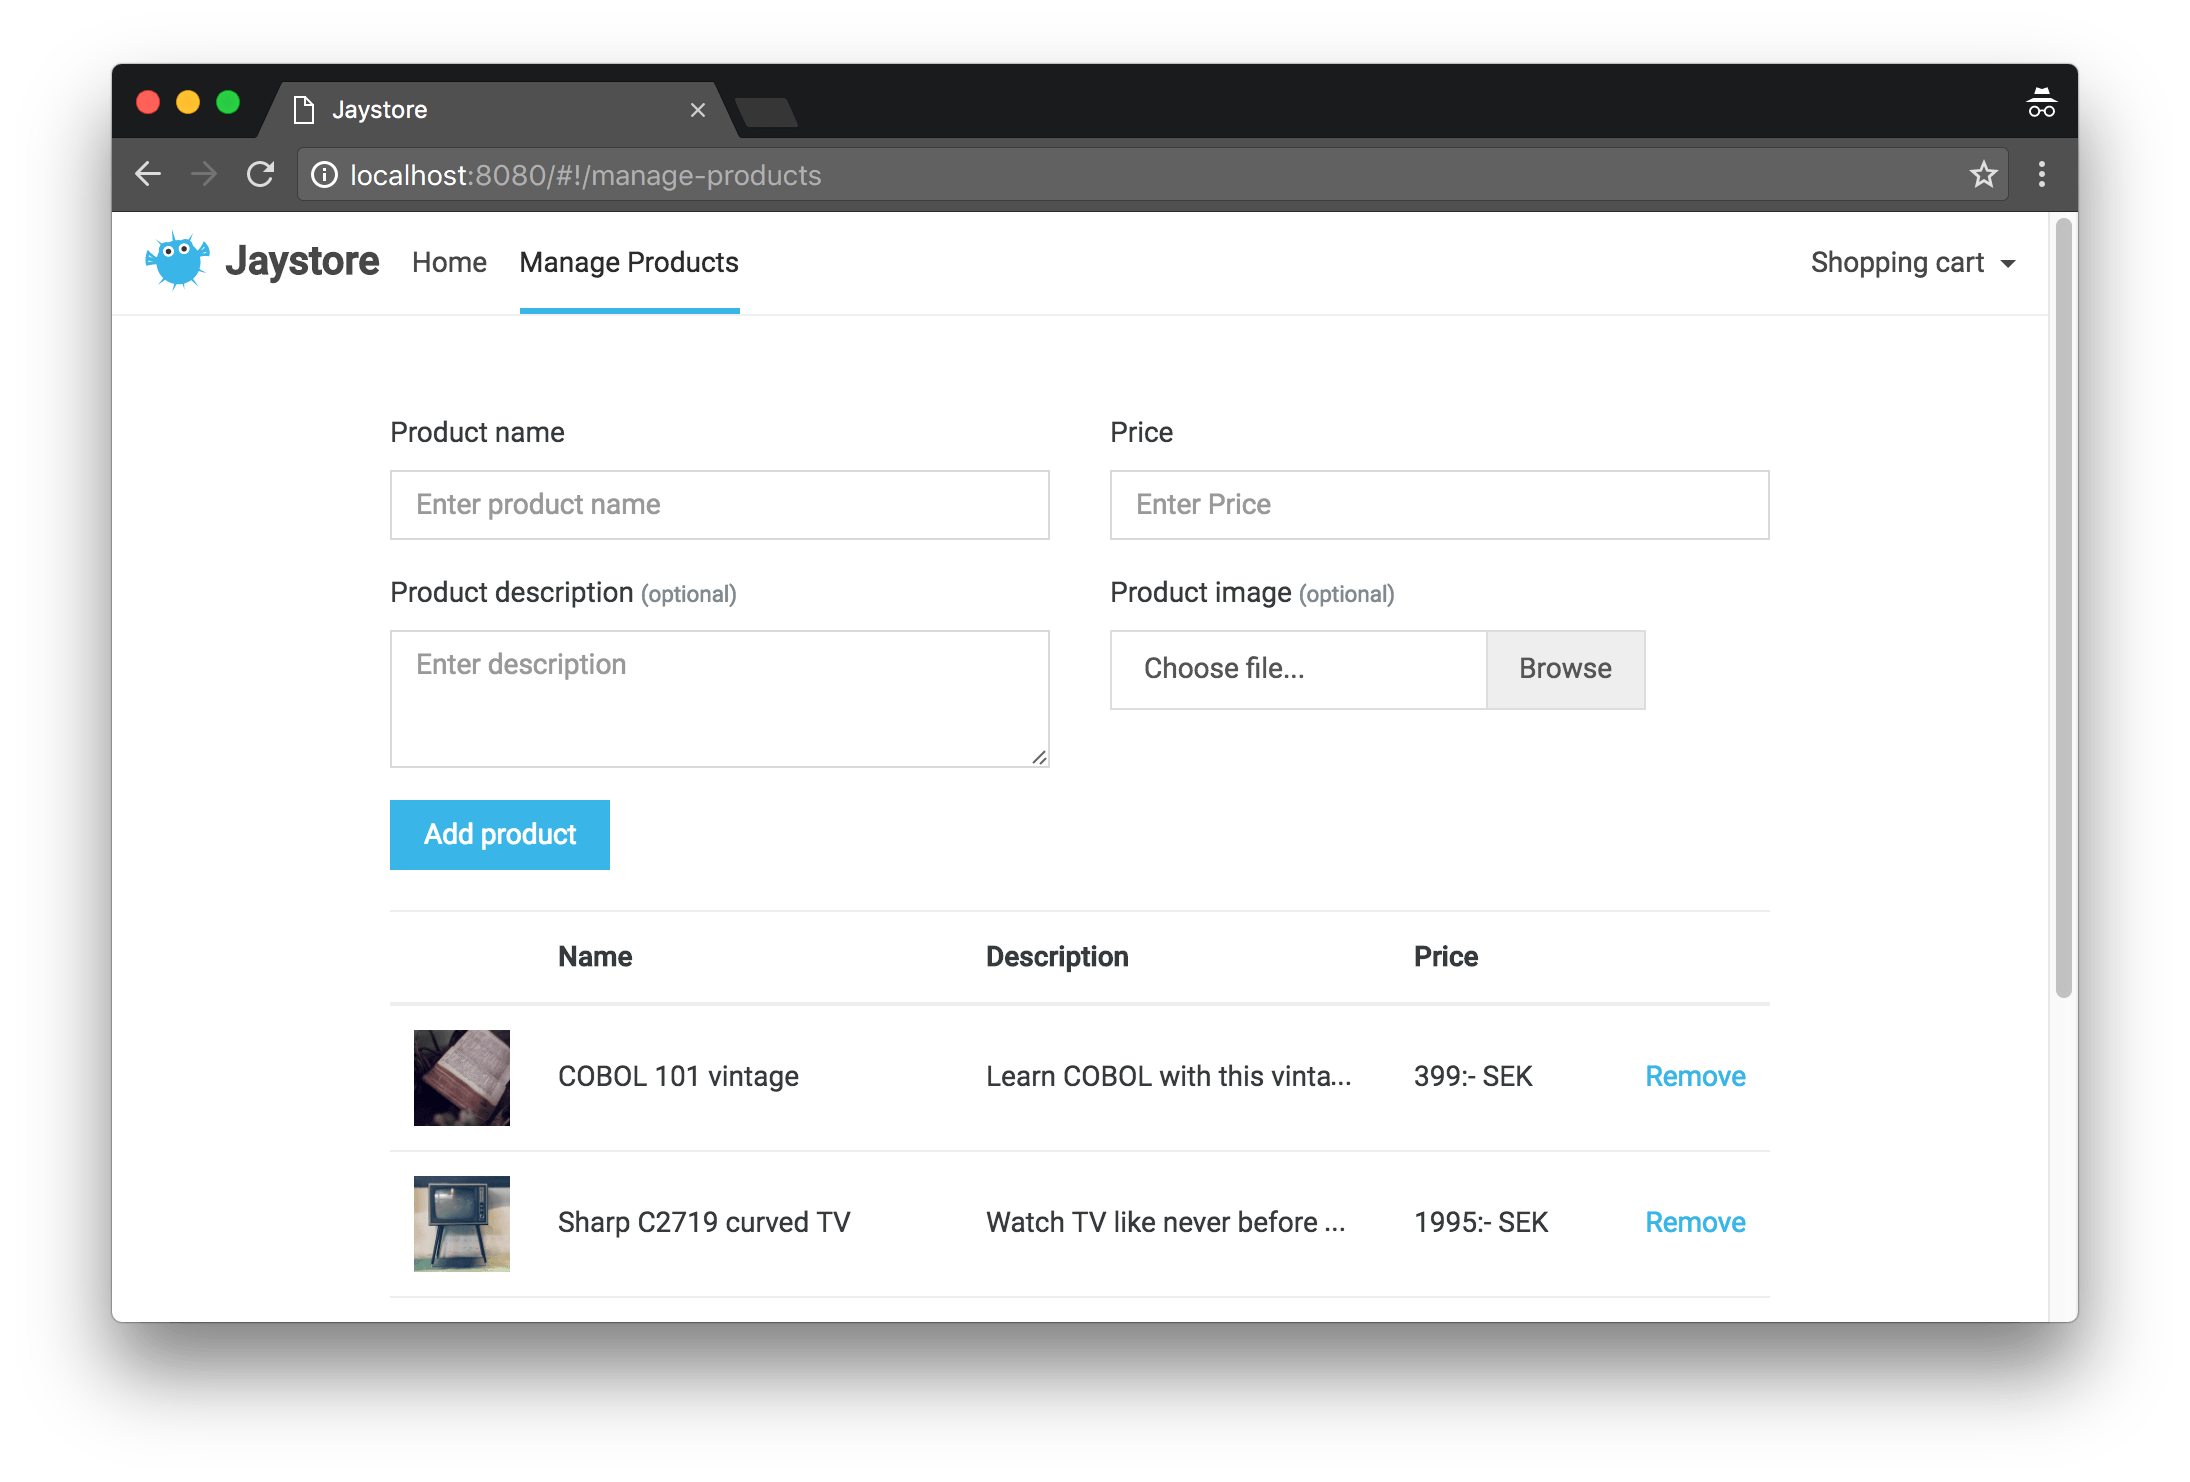 Jaystore
localhost:8080/#!/manage-products
Jaystore Home Manage Products Shopping cart
Product name Price
Enter product name Enter Price
Product description (optional) Product image (optional)
Enter description Choose file... Browse
Add product
Name Description Price
COBOL 101 vintage Learn COBOL with this vinta... 399:- SEK Remove
Sharp C2719 curved TV Watch TV like never before ... 1995:- SEK Remove